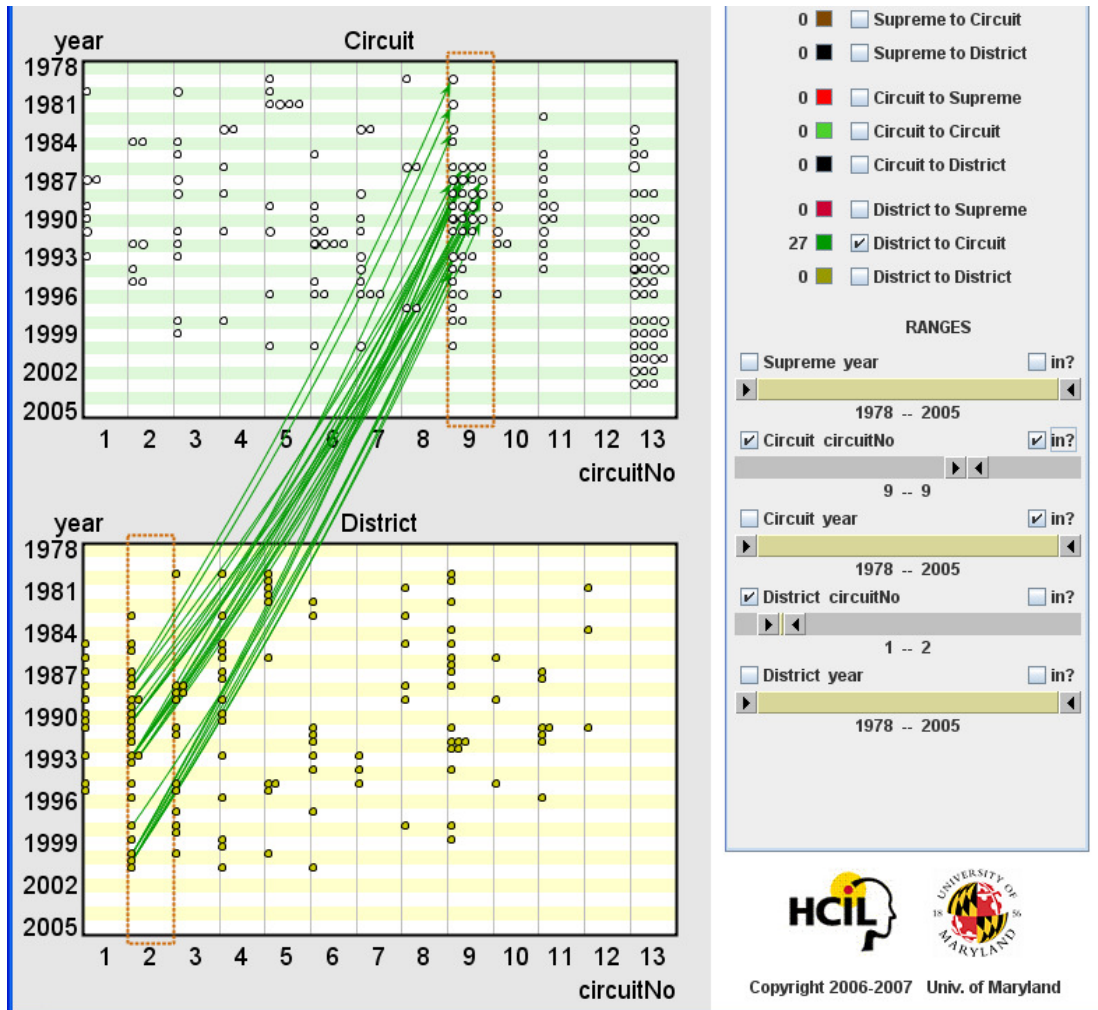 year Circuit
1978
1981
1984
1987
1990
1993
1996
1999
2002
2005
1 2 3 4 5 6 7 8 9 10 11 12 13
circuitNo
year District
1978
1981
1984
1987
1990
1993
1996
1999
2002
2005
1 2 3 4 5 6 7 8 9 10 11 12 13
circuitNo
0 Supreme to Circuit
0 Supreme to District
0 Circuit to Supreme
0 Circuit to Circuit
0 Circuit to District
0 District to Supreme
27 District to Circuit
0 District to District
RANGES
Supreme year in?
1978 -- 2005
Circuit circuitNo in?
9 -- 9
Circuit year in?
1978 -- 2005
District circuitNo in?
1 -- 2
District year in?
1978 -- 2005
HCIL
UNIVERSITY OF
18 56
MARYLAND
Copyright 2006-2007 Univ. of Maryland